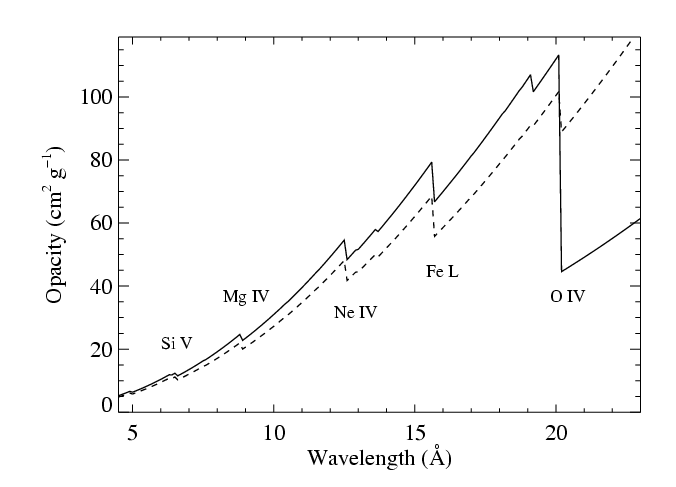 100
80
60
40
20
0
Opacity (cm² g⁻¹)
Si V
Mg IV
Ne IV
Fe L
O IV
5 10 15 20
Wavelength (Å)